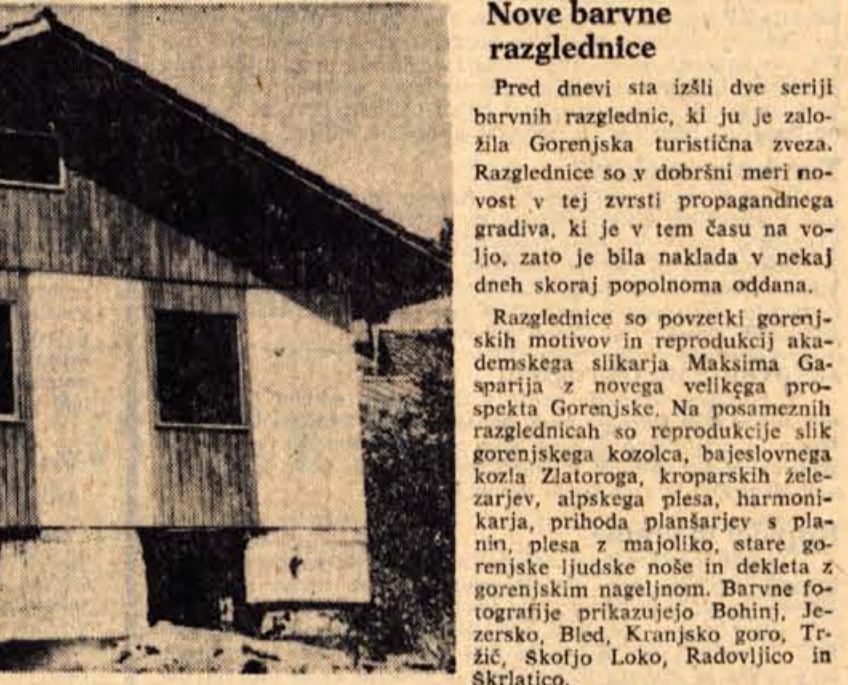 Nove barvne
razglednice
Pred dnevi sta izšli dve seriji
barvnih razglednic, ki ju je zalo-
žila Gorenjska turistična zveza.
Razglednice so v dobršni meri no-
vost v tej zvrsti propagandnega
gradiva, ki je v tem času na vo-
ljo, zato je bila naklada v nekaj
dneh skoraj popolnoma oddana.
Razglednice so povzetki gorenj-
skih motivov in reprodukcij aka-
demskega slikarja Maksima Ga-
sparija z novega velikega pro-
spekta Gorenjske. Na posameznih
razglednicah so reprodukcije slik
gorenjskega kozolca, bajeslovnega
kozla Zlatoroga, kroparskih žele-
zarjev, alpskega plesa, harmoni-
karja, prihoda planšarjev s pla-
nin, plesa z majoliko, stare go-
renjske ljudske noše in dekleta z
gorenjskim nageljnom. Barvne fo-
tografije prikazujejo Bohinj, Je-
zersko, Bled, Kranjsko goro, Tr-
žič, Škofjo Loko, Radovljico in
Škrlatico.